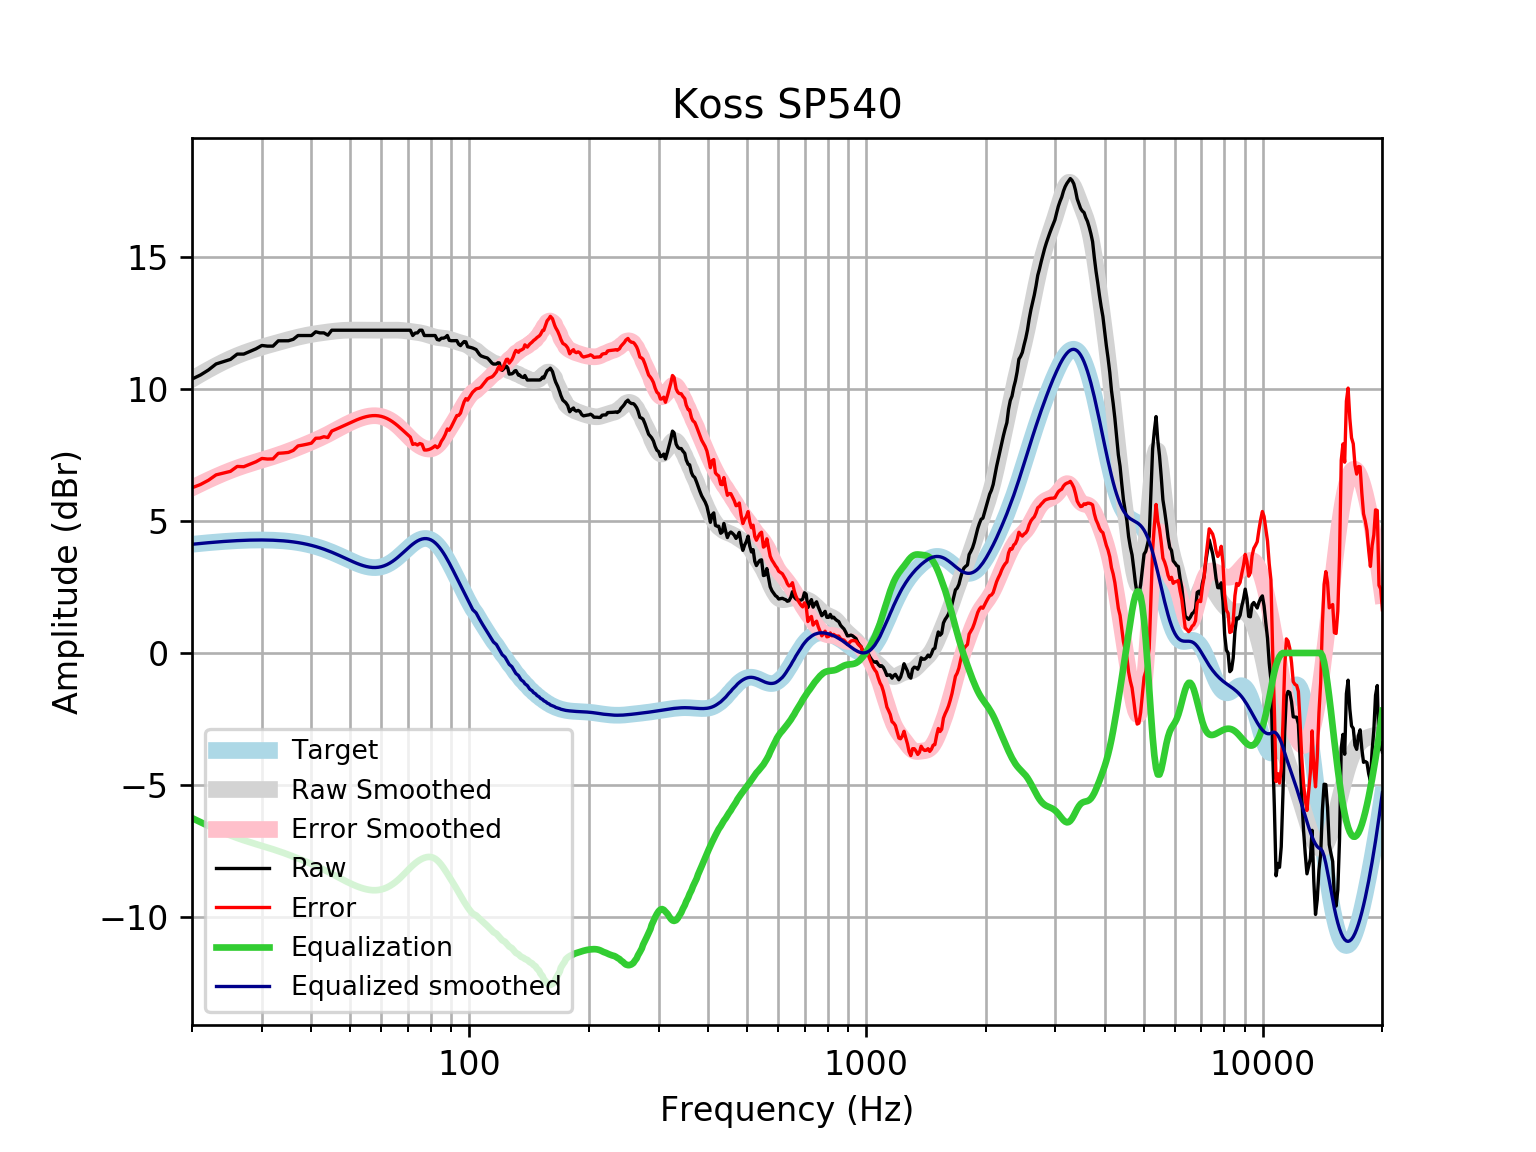 Koss SP540
Amplitude (dBr)
15
10
5
0
−5
−10
Target
Raw Smoothed
Error Smoothed
Raw
Error
Equalization
Equalized smoothed
100 1000 10000
Frequency (Hz)